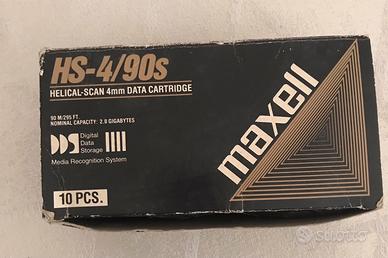 HS-4/90s
HELICAL-SCAN 4mm DATA CARTRIDGE
90 M/295 FT.
NOMINAL CAPACITY: 2.0 GIGABYTES
DDS Digital
Data
Storage
Media Recognition System
10 PCS.
maxell
subito